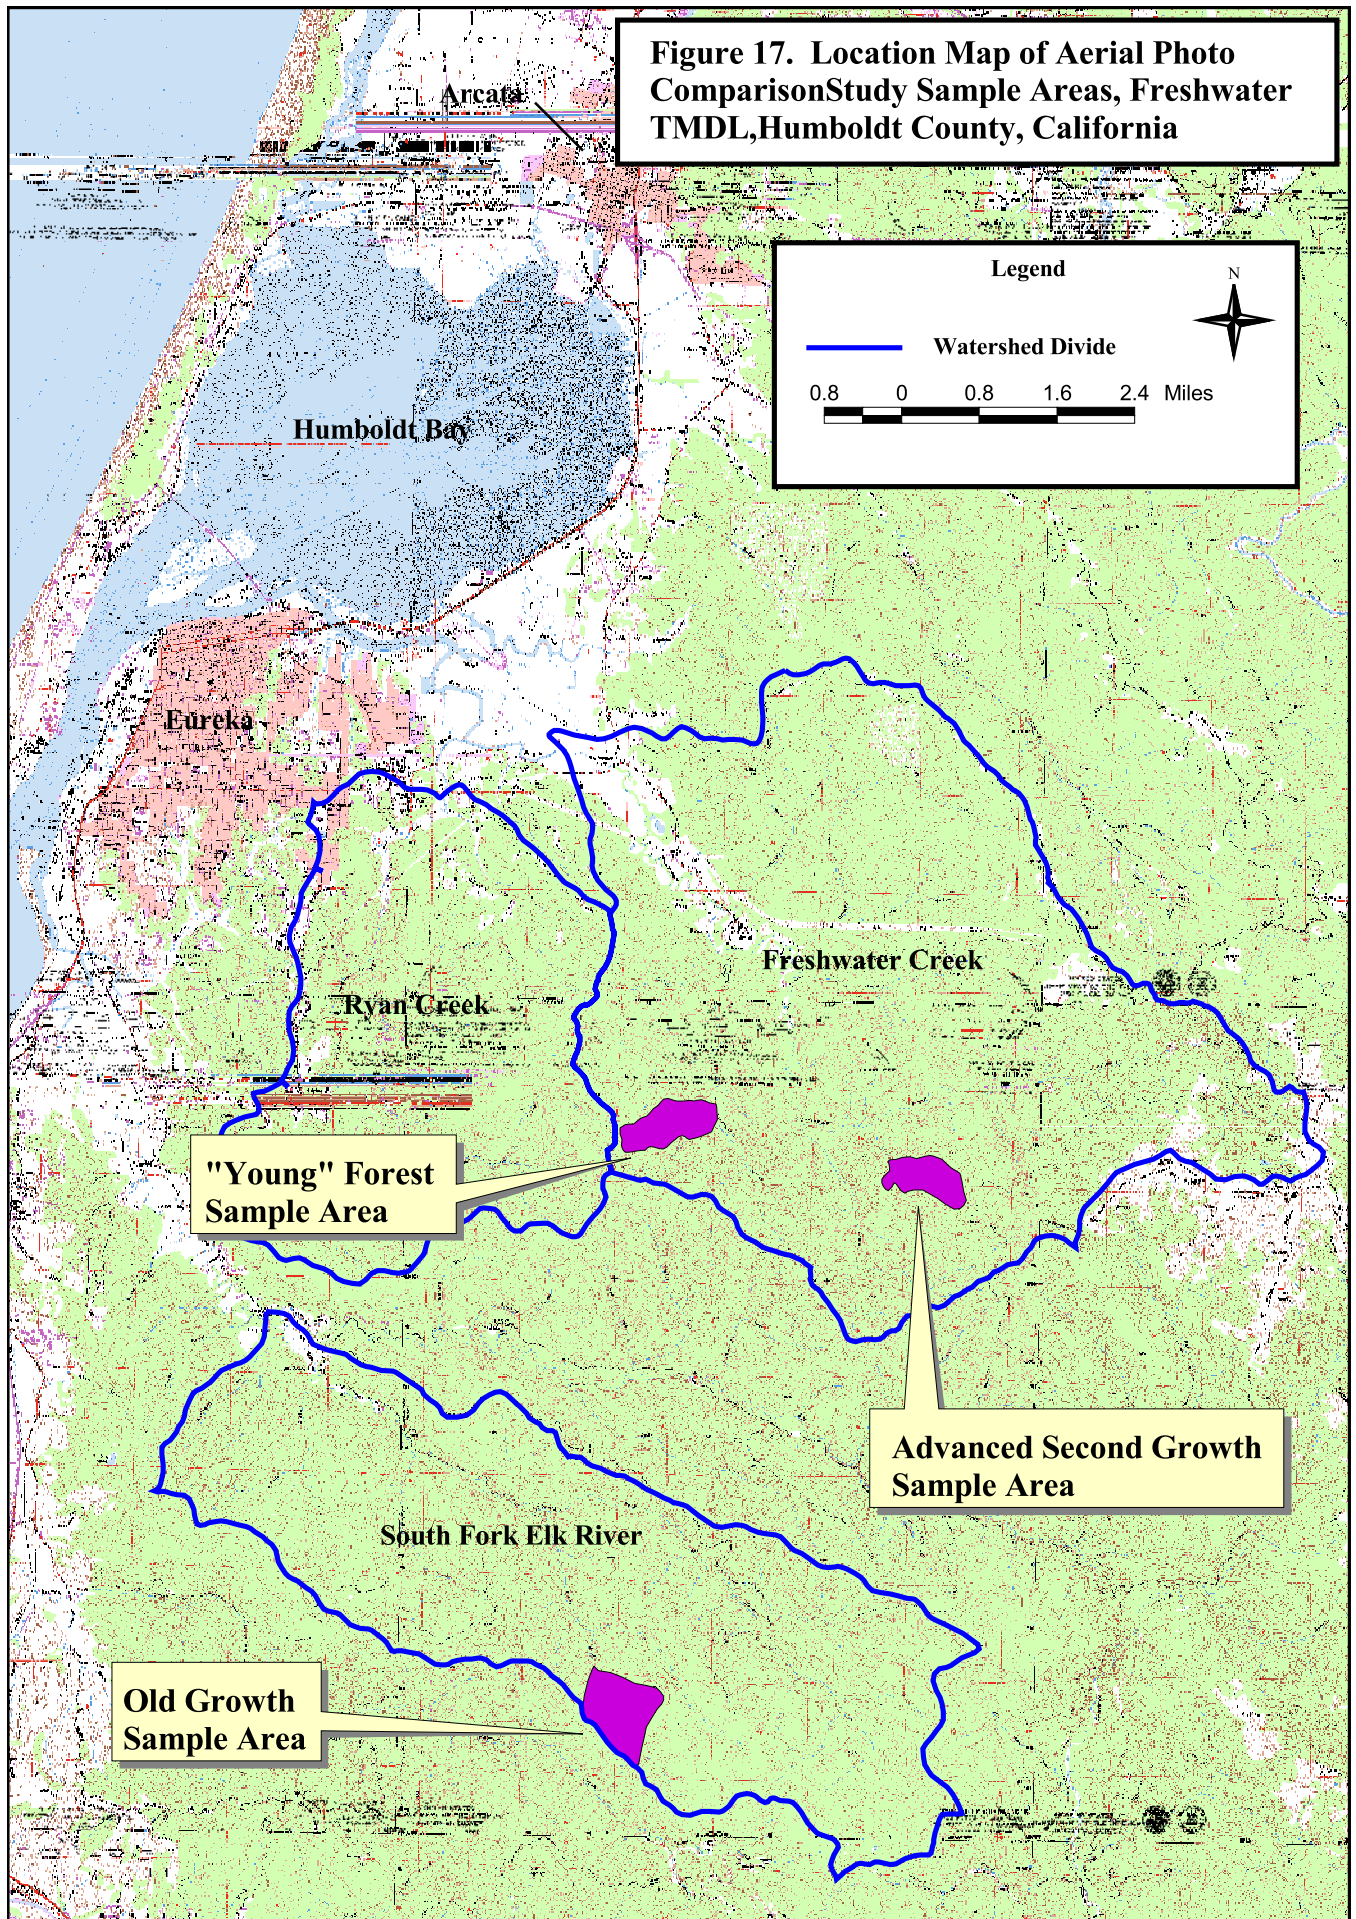 Figure 17.  Location Map of Aerial Photo
ComparisonStudy Sample Areas, Freshwater
TMDL,Humboldt County, California
Arcata
Legend
N
Watershed Divide
0.8 0 0.8 1.6 2.4 Miles
Humboldt Bay
Eureka
Freshwater Creek
Ryan Creek
"Young" Forest
Sample Area
Advanced Second Growth
Sample Area
South Fork Elk River
Old Growth
Sample Area